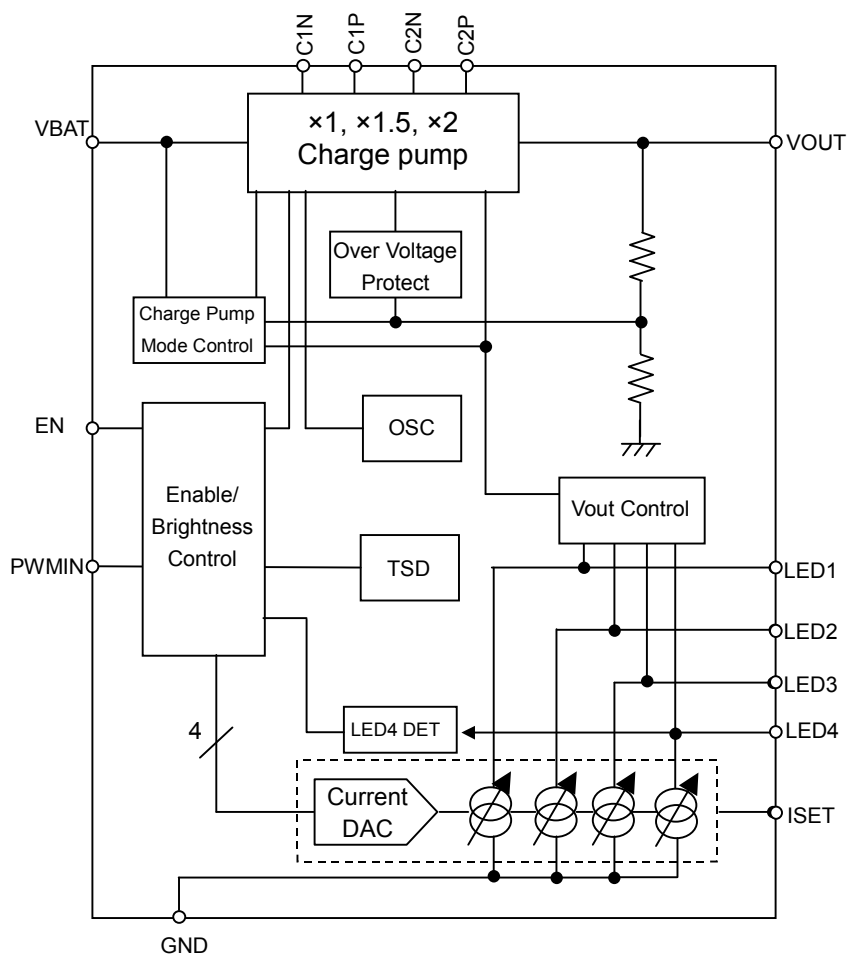 C1N
C1P
C2N
C2P
VBAT
×1, ×1.5, ×2
Charge pump
VOUT
Over Voltage
Protect
Charge Pump
Mode Control
EN
OSC
Enable/
Brightness
Control
Vout Control
PWMIN
TSD
LED1
LED2
LED3
4
LED4 DET
LED4
Current
DAC
ISET
GND